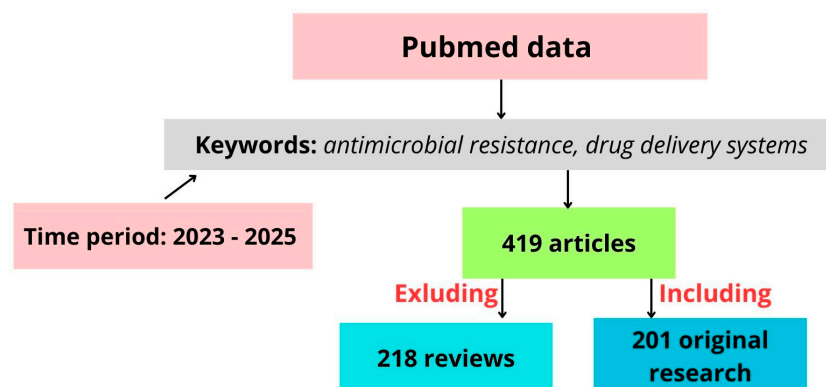 Pubmed data
Keywords: antimicrobial resistance, drug delivery systems
Time period: 2023 - 2025
419 articles
Exluding
Including
218 reviews
201 original
research